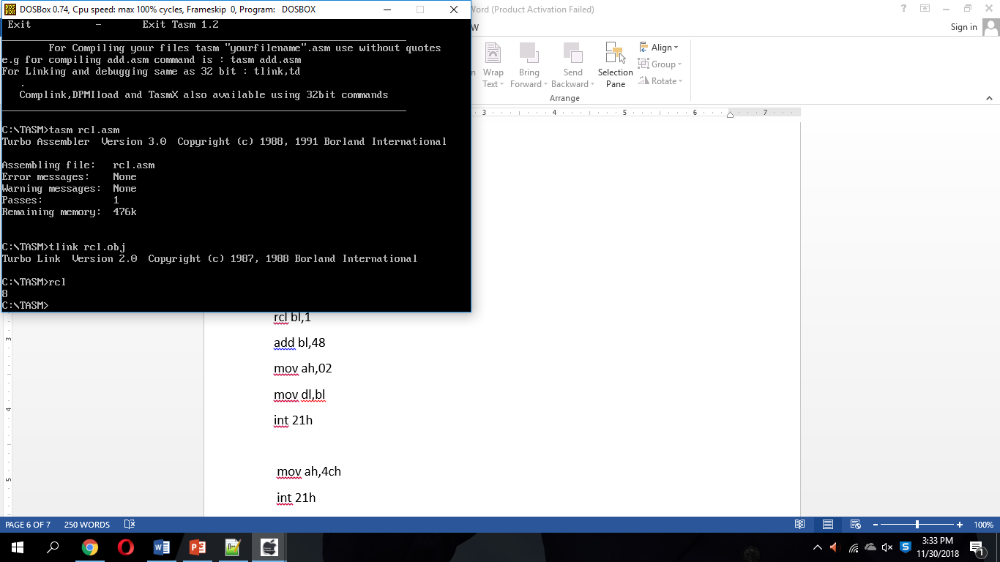 DOSBox 0.74, Cpu speed: max 100% cycles, Frameskip 0, Program: DOSBOX
Word (Product Activation Failed)
Exit - Exit Tasm 1.2
For Compiling your files tasm "yourfilename".asm use without quotes
e.g for compiling add.asm command is : tasm add.asm
For Linking and debugging same as 32 bit : tlink,td
.
Complink,DPMIload and TasmX also available using 32bit commands
C:\TASM>tasm rcl.asm
Turbo Assembler Version 3.0 Copyright (c) 1988, 1991 Borland International
Assembling file: rcl.asm
Error messages: None
Warning messages: None
Passes: 1
Remaining memory: 476k
C:\TASM>tlink rcl.obj
Turbo Link Version 2.0 Copyright (c) 1987, 1988 Borland International
C:\TASM>rcl
8
C:\TASM>
W
Sign in
Wrap Text
Bring Forward
Send Backward
Selection Pane
Align
Group
Rotate
Arrange
3 4 5 6 7
3
4
5
rcl bl,1
add bl,48
mov ah,02
mov dl,bl
int 21h
mov ah,4ch
int 21h
PAGE 6 OF 7 250 WORDS 100%
3:33 PM
11/30/2018
1